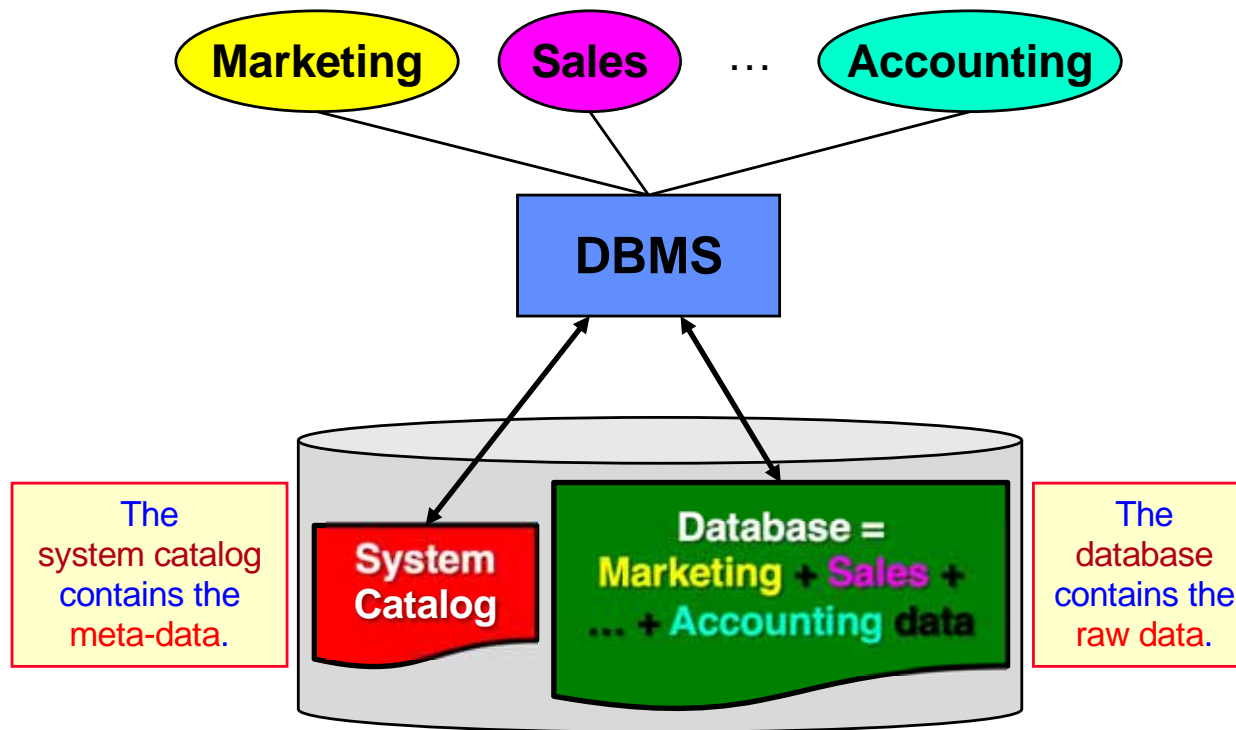 Marketing
Sales
…
Accounting
DBMS
The
system catalog
contains the
meta-data.
System
Catalog
Database =
Marketing + Sales +
... + Accounting data
The
database
contains the
raw data.